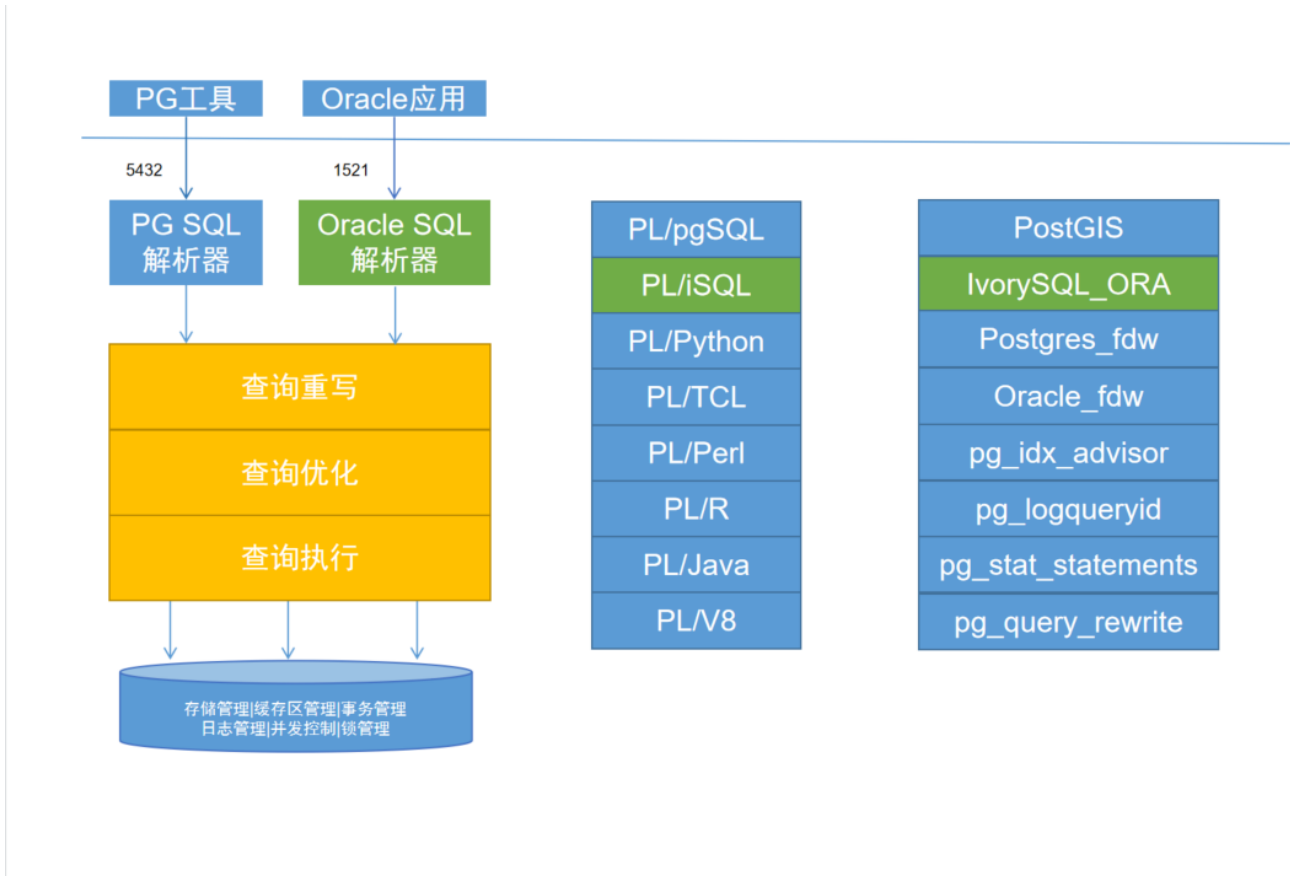 PG工具
Oracle应用
5432
1521
PG SQL
解析器
Oracle SQL
解析器
查询重写
查询优化
查询执行
存储管理|缓存区管理|事务管理
日志管理|并发控制|锁管理
PL/pgSQL
PL/iSQL
PL/Python
PL/TCL
PL/Perl
PL/R
PL/Java
PL/V8
PostGIS
IvorySQL_ORA
Postgres_fdw
Oracle_fdw
pg_idx_advisor
pg_logqueryid
pg_stat_statements
pg_query_rewrite